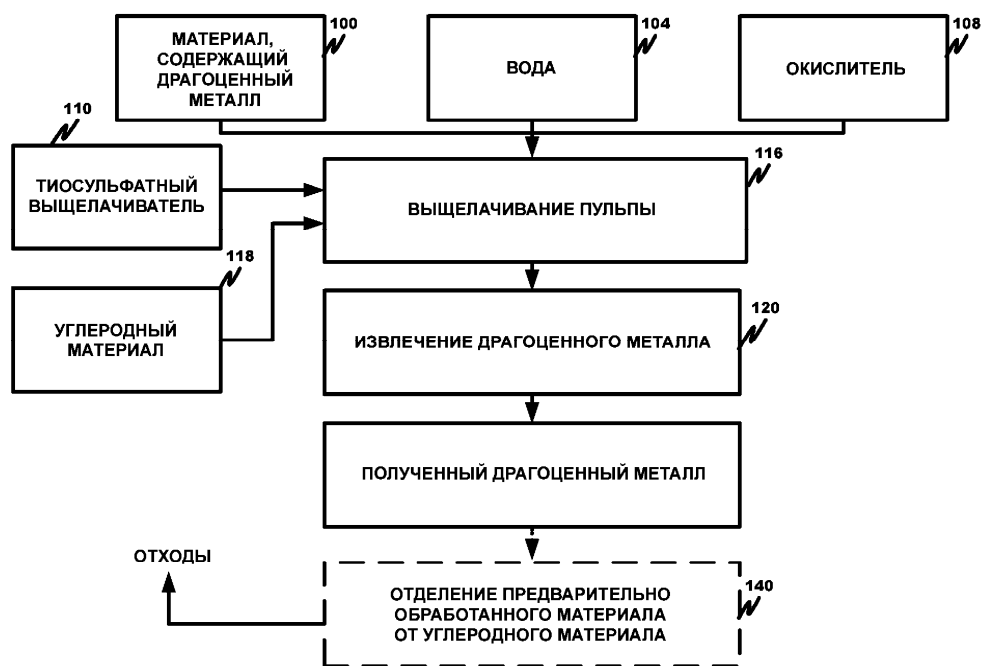 100
МАТЕРИАЛ,
СОДЕРЖАЩИЙ
ДРАГОЦЕННЫЙ
МЕТАЛЛ
104
ВОДА
108
ОКИСЛИТЕЛЬ
110
ТИОСУЛЬФАТНЫЙ
ВЫЩЕЛАЧИВАТЕЛЬ
116
ВЫЩЕЛАЧИВАНИЕ ПУЛЬПЫ
118
УГЛЕРОДНЫЙ
МАТЕРИАЛ
120
ИЗВЛЕЧЕНИЕ ДРАГОЦЕННОГО МЕТАЛЛА
ПОЛУЧЕННЫЙ ДРАГОЦЕННЫЙ МЕТАЛЛ
ОТХОДЫ
140
ОТДЕЛЕНИЕ ПРЕДВАРИТЕЛЬНО
ОБРАБОТАННОГО МАТЕРИАЛА
ОТ УГЛЕРОДНОГО МАТЕРИАЛА